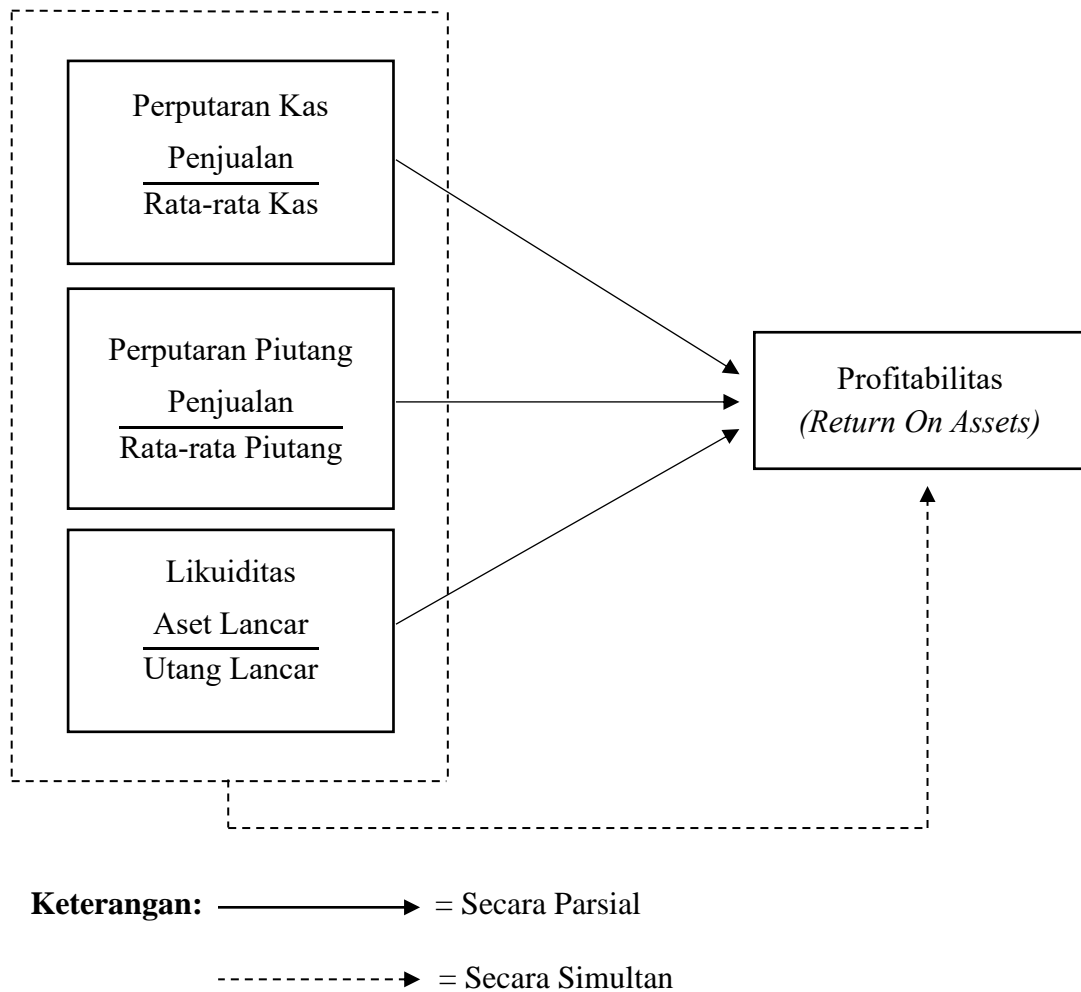 Perputaran Kas
Penjualan
Rata-rata Kas
Perputaran Piutang
Penjualan
Rata-rata Piutang
Likuiditas
Aset Lancar
Utang Lancar
Profitabilitas
(Return On Assets)
Keterangan:
= Secara Parsial
= Secara Simultan